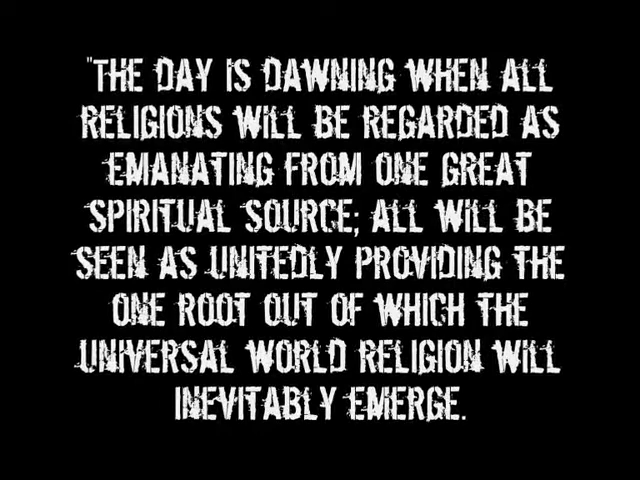 "THE DAY IS DAWNING WHEN ALL
RELIGIONS WILL BE REGARDED AS
EMANATING FROM ONE GREAT
SPIRITUAL SOURCE; ALL WILL BE
SEEN AS UNITEDLY PROVIDING THE
ONE ROOT OUT OF WHICH THE
UNIVERSAL WORLD RELIGION WILL
INEVITABLY EMERGE.